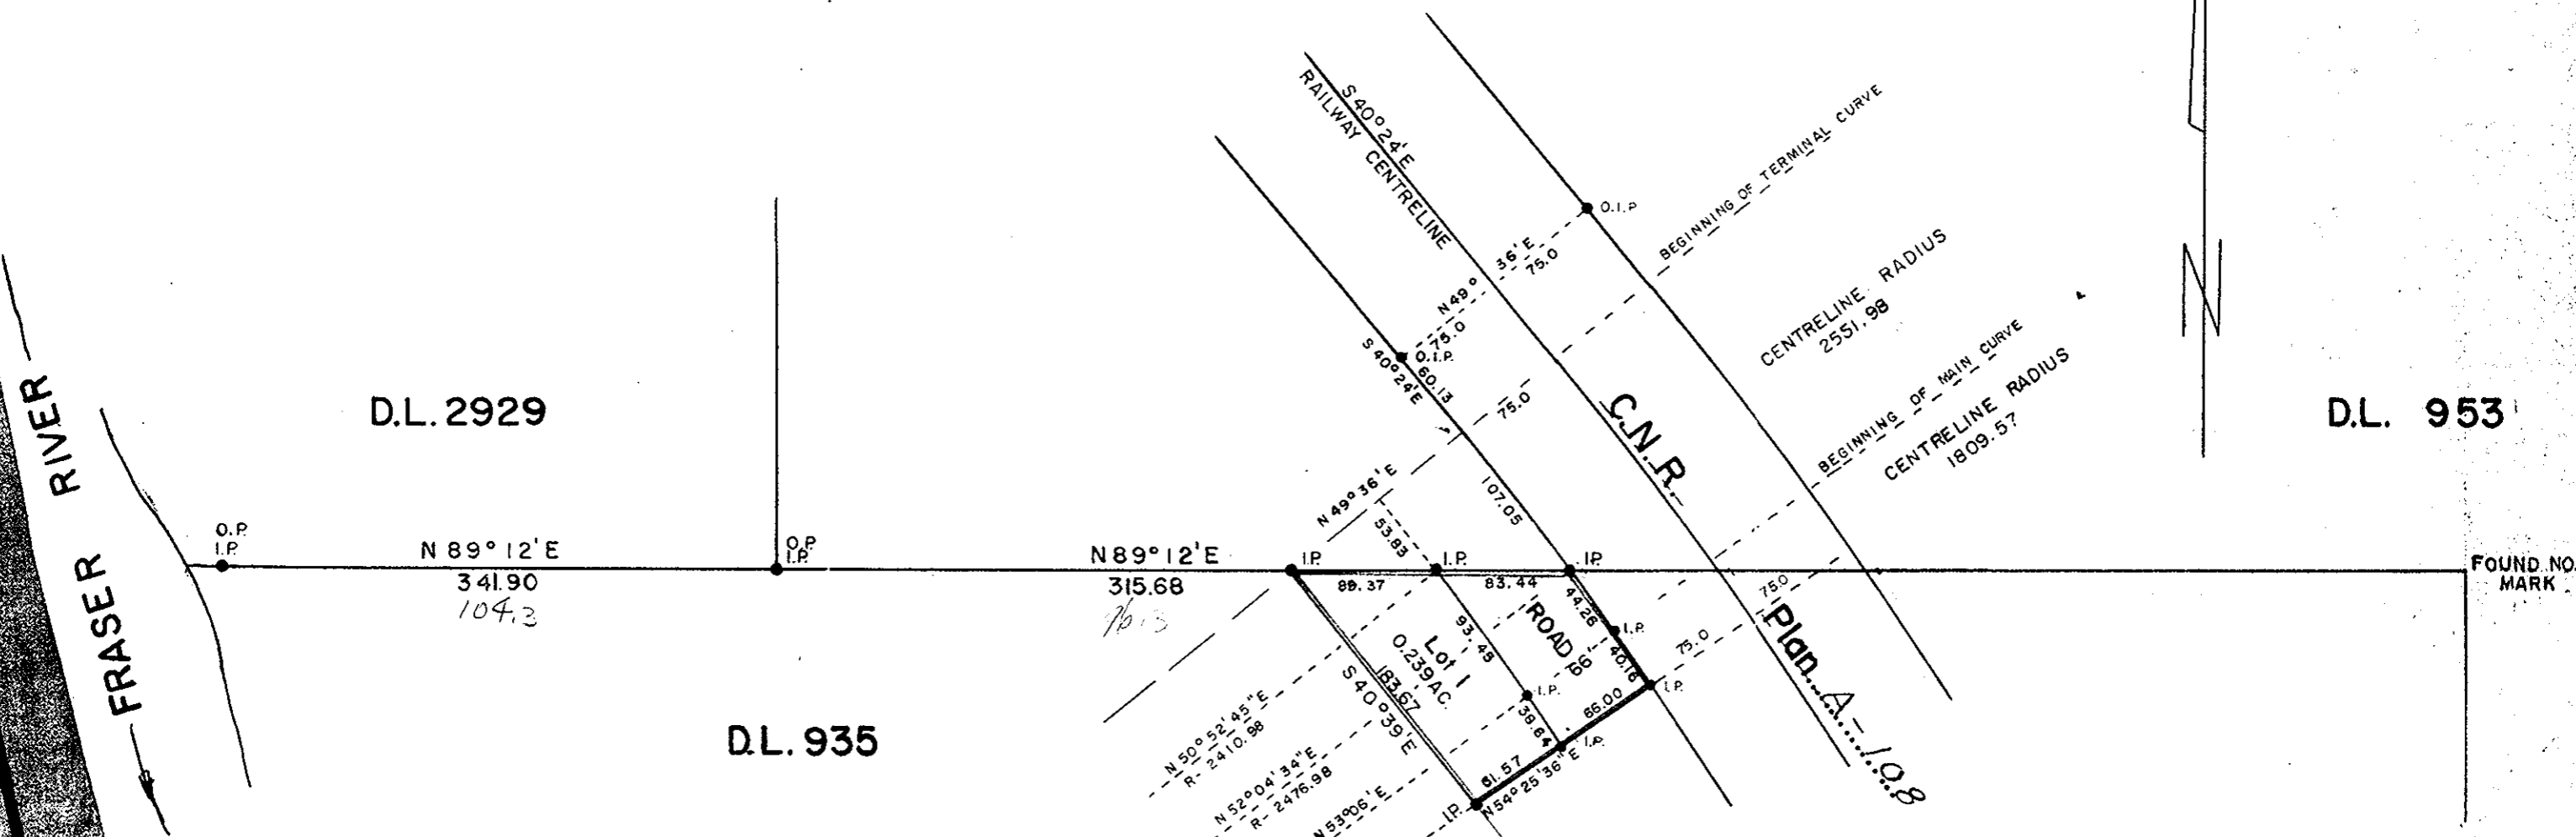 S 40° 24' E
RAILWAY CENTRELINE
O.I.P.
BEGINNING OF TERMINAL CURVE
N 49° 36' E
75.0
75.0
O.I.P.
S 40° 24' E
60.13
75.0
CENTRELINE RADIUS
2551.98
BEGINNING OF MAIN CURVE
CENTRELINE RADIUS
1809.57
N
D.L. 2929
D.L. 953
C.N.R.
FRASER RIVER
N 49° 36' E
53.83
107.05
O.P.
I.P.
N 89° 12' E
341.90
104.3
O.P.
I.P.
N 89° 12' E
315.68
I.P.
89.37
I.P.
83.44
I.P.
FOUND NO.
MARK
44.26
I.P.
40.16
I.P.
75.0
75.0
ROAD 66'
93.45
Lot 1
0.239 AC.
183.67
S 40° 39' E
I.P.
38.64
66.00
I.P.
61.57
N 54° 25' 36" E
I.P.
Plan A-108
D.L. 935
N 50° 52' 45" E
R- 2410.98
N 52° 04' 34" E
R- 2476.98
N 53° 06' E